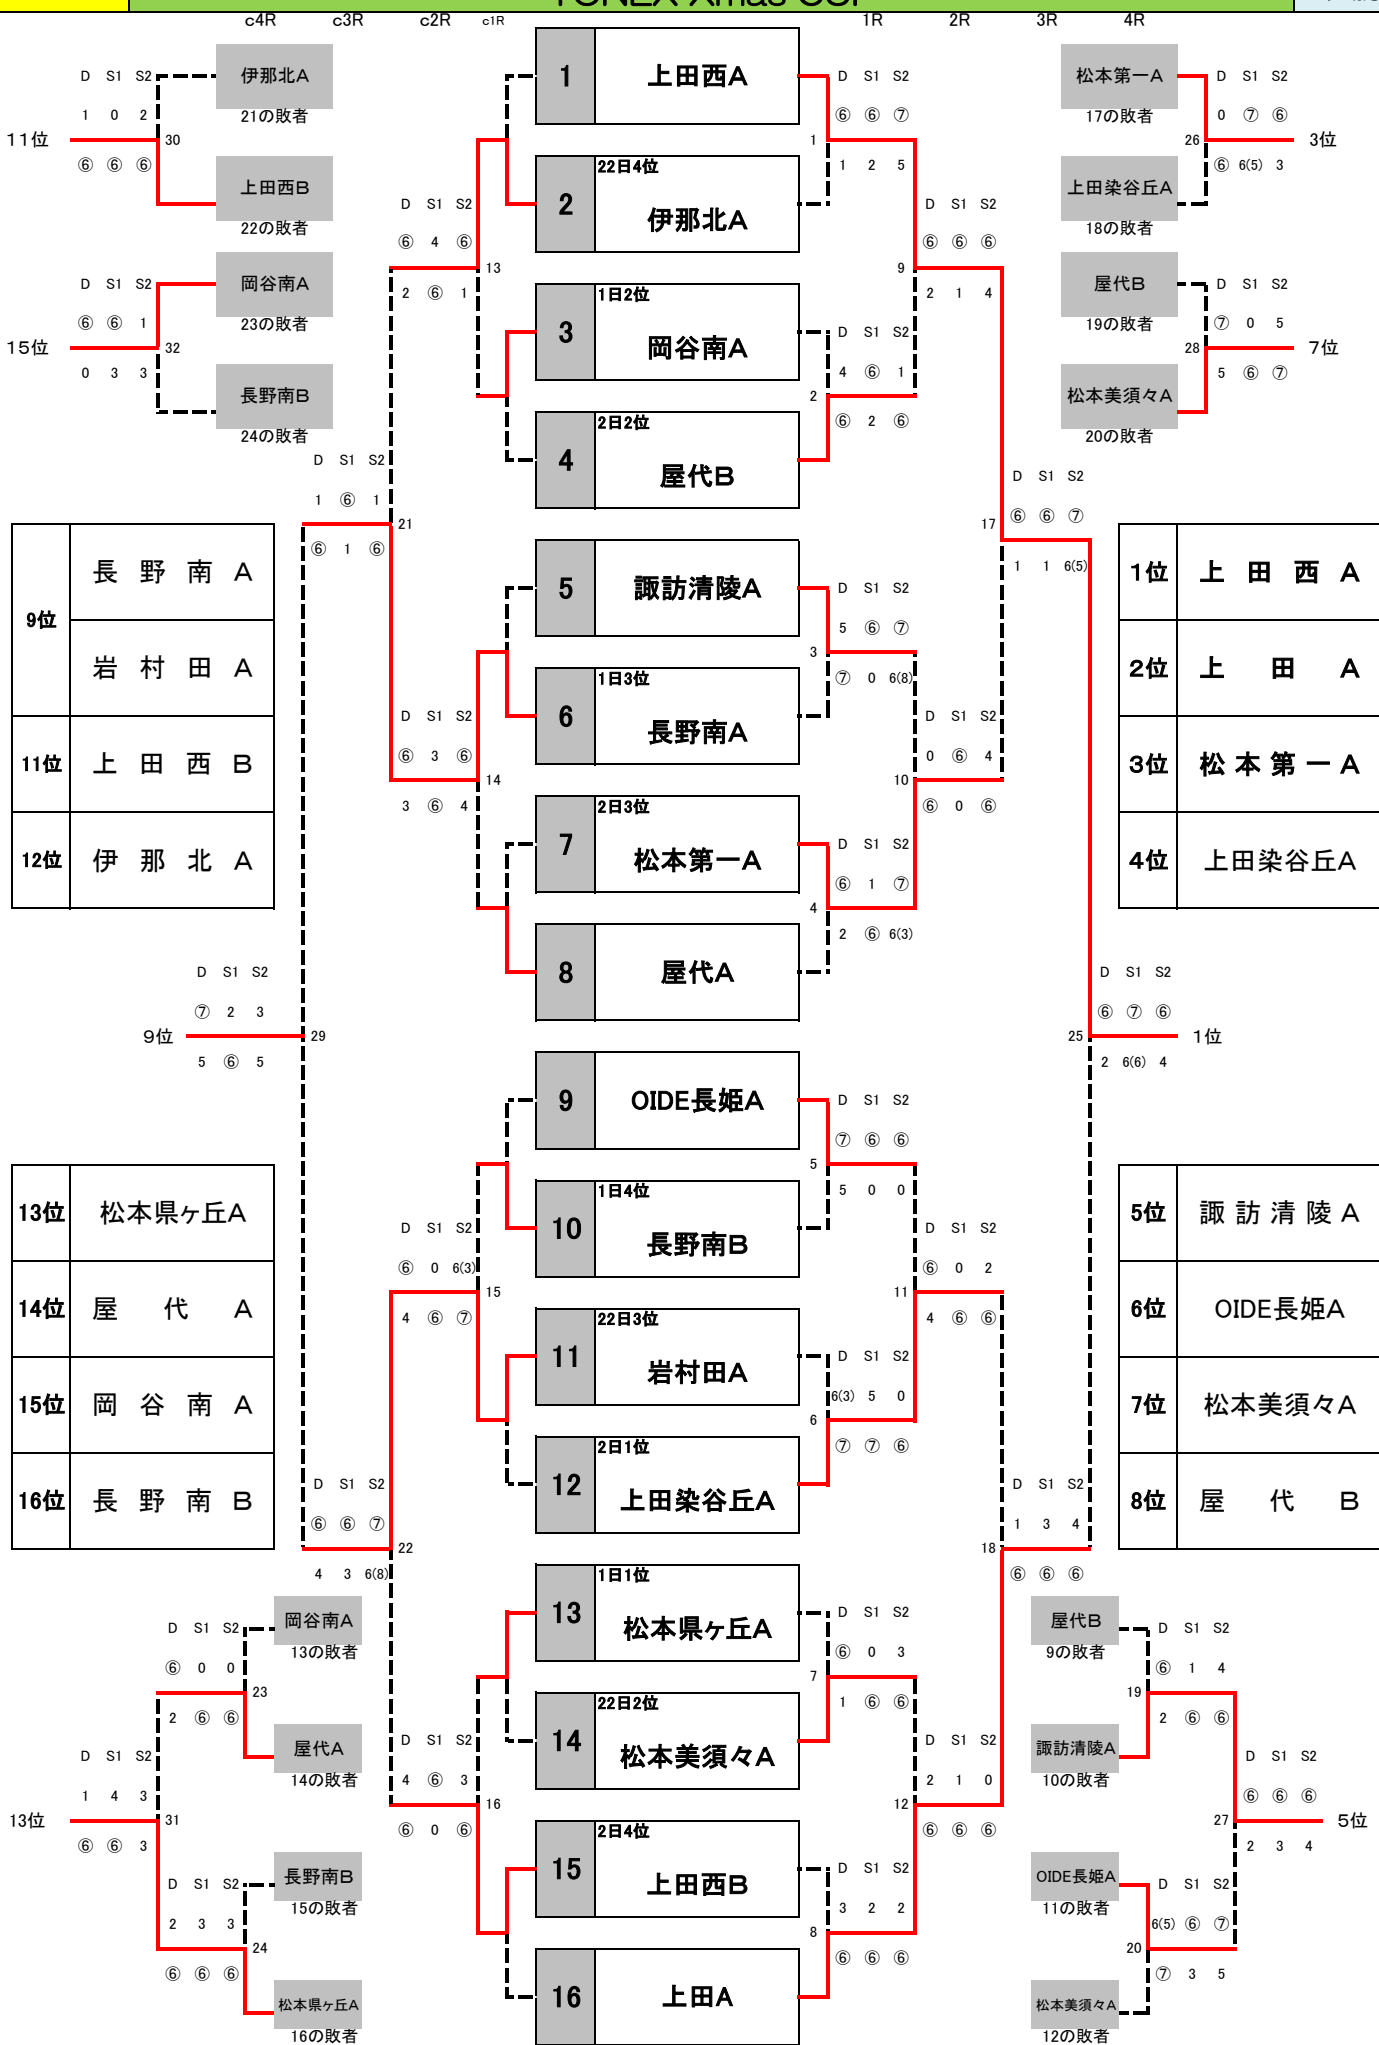 YONEX Xmas CUP
c4R c3R c2R c1R 1R 2R 3R 4R
D S1 S2
伊那北A
21の敗者
1 0 2
11位 30
⑥ ⑥ ⑥
上田西B
22の敗者
D S1 S2
岡谷南A
23の敗者
⑥ ⑥ 1
15位 32
0 3 3
長野南B
24の敗者
1 上田西A
2 22日4位
伊那北A
3 1日2位
岡谷南A
4 2日2位
屋代B
5 諏訪清陵A
6 1日3位
長野南A
7 2日3位
松本第一A
8 屋代A
9 OIDE長姫A
10 1日4位
長野南B
11 22日3位
岩村田A
12 2日1位
上田染谷丘A
13 1日1位
松本県ヶ丘A
14 22日2位
松本美須々A
15 2日4位
上田西B
16 上田A
D S1 S2
⑥ ⑥ ⑦
1
1 2 5
D S1 S2
4 ⑥ 1
2
⑥ 2 ⑥
D S1 S2
5 ⑥ ⑦
3
⑦ 0 6(8)
D S1 S2
⑥ 1 ⑦
4
2 ⑥ 6(3)
D S1 S2
⑦ ⑥ ⑥
5
5 0 0
D S1 S2
6(3) 5 0
6
⑦ ⑦ ⑥
D S1 S2
⑥ 0 3
7
1 ⑥ ⑥
D S1 S2
3 2 2
8
⑥ ⑥ ⑥
D S1 S2
⑥ ⑥ ⑥
9
2 1 4
D S1 S2
0 ⑥ 4
10
⑥ 0 ⑥
D S1 S2
⑥ 0 2
11
4 ⑥ ⑥
D S1 S2
2 1 0
12
⑥ ⑥ ⑥
D S1 S2
⑥ 4 ⑥
13
2 ⑥ 1
D S1 S2
⑥ 3 ⑥
14
3 ⑥ 4
D S1 S2
⑥ 0 6(3)
15
4 ⑥ ⑦
D S1 S2
4 ⑥ 3
16
⑥ 0 ⑥
D S1 S2
⑥ ⑥ ⑦
17
1 1 6(5)
D S1 S2
1 3 4
18
⑥ ⑥ ⑥
D S1 S2
1 ⑥ 1
21
⑥ 1 ⑥
D S1 S2
⑥ ⑥ ⑦
22
4 3 6(8)
D S1 S2
⑥ ⑦ ⑥
25 1位
2 6(6) 4
D S1 S2
⑦ 2 3
9位 29
5 ⑥ 5
松本第一A
17の敗者
D S1 S2
0 ⑦ ⑥
26 3位
⑥ 6(5) 3
上田染谷丘A
18の敗者
屋代B
19の敗者
D S1 S2
⑦ 0 5
28 7位
5 ⑥ ⑦
松本美須々A
20の敗者
9位 長野南A
岩村田A
11位 上田西B
12位 伊那北A
1位 上田西A
2位 上田A
3位 松本第一A
4位 上田染谷丘A
13位 松本県ヶ丘A
14位 屋代A
15位 岡谷南A
16位 長野南B
5位 諏訪清陵A
6位 OIDE長姫A
7位 松本美須々A
8位 屋代B
岡谷南A
13の敗者
D S1 S2
⑥ 0 0
23
2 ⑥ ⑥
屋代A
14の敗者
D S1 S2
1 4 3
13位 31
⑥ ⑥ 3
長野南B
15の敗者
D S1 S2
2 3 3
24
⑥ ⑥ ⑥
松本県ヶ丘A
16の敗者
屋代B
9の敗者
D S1 S2
⑥ 1 4
19
2 ⑥ ⑥
諏訪清陵A
10の敗者
D S1 S2
⑥ ⑥ ⑥
27 5位
2 3 4
OIDE長姫A
11の敗者
D S1 S2
6(5) ⑥ ⑦
20
⑦ 3 5
松本美須々A
12の敗者